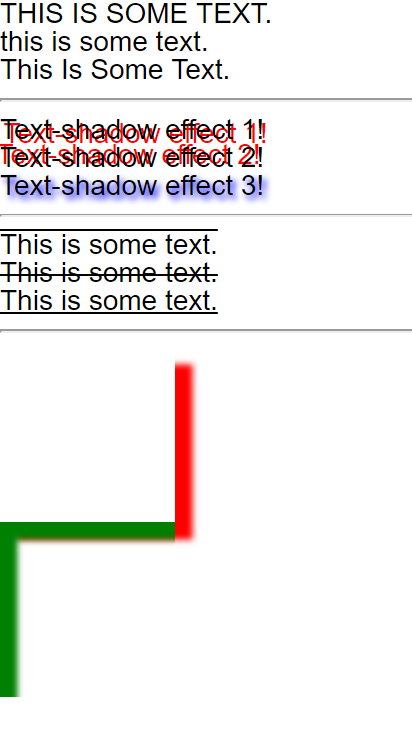 THIS IS SOME TEXT.
this is some text.
This Is Some Text.
Text-shadow effect 1!
Text-shadow effect 2!
Text-shadow effect 3!
This is some text.
This is some text.
This is some text.